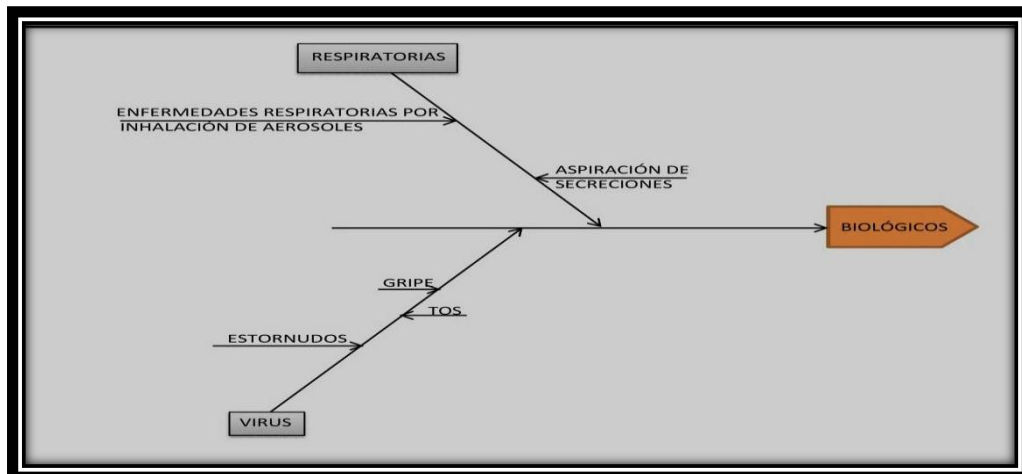 RESPIRATORIAS
ENFERMEDADES RESPIRATORIAS POR
INHALACIÓN DE AEROSOLES
ASPIRACIÓN DE
SECRECIONES
BIOLÓGICOS
GRIPE
TOS
ESTORNUDOS
VIRUS